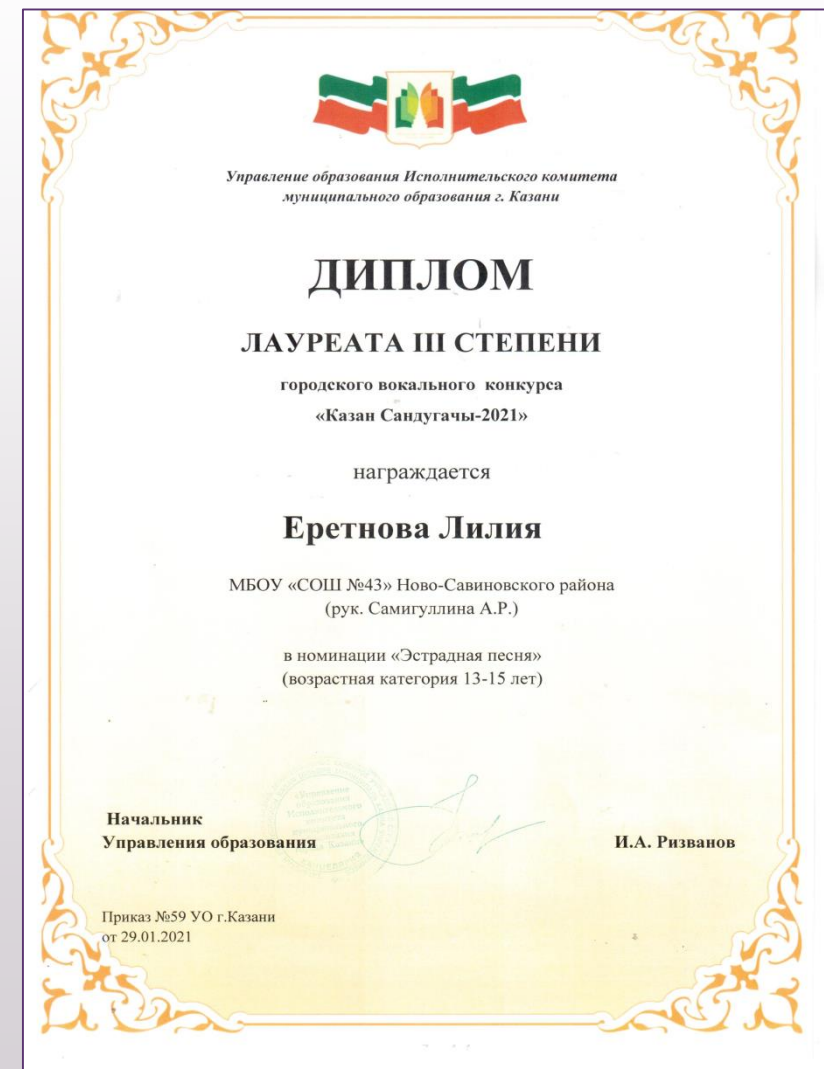 Управление образования Исполнительского комитета
муниципального образования г. Казани
ДИПЛОМ
ЛАУРЕАТА III СТЕПЕНИ
городского вокального конкурса
«Казан Сандугачы-2021»
награждается
Еретнова Лилия
МБОУ «СОШ №43» Ново-Савиновского района
(рук. Самигуллина А.Р.)
в номинации «Эстрадная песня»
(возрастная категория 13-15 лет)
Начальник
Управления образования
И.А. Ризванов
Приказ №59 УО г.Казани
от 29.01.2021